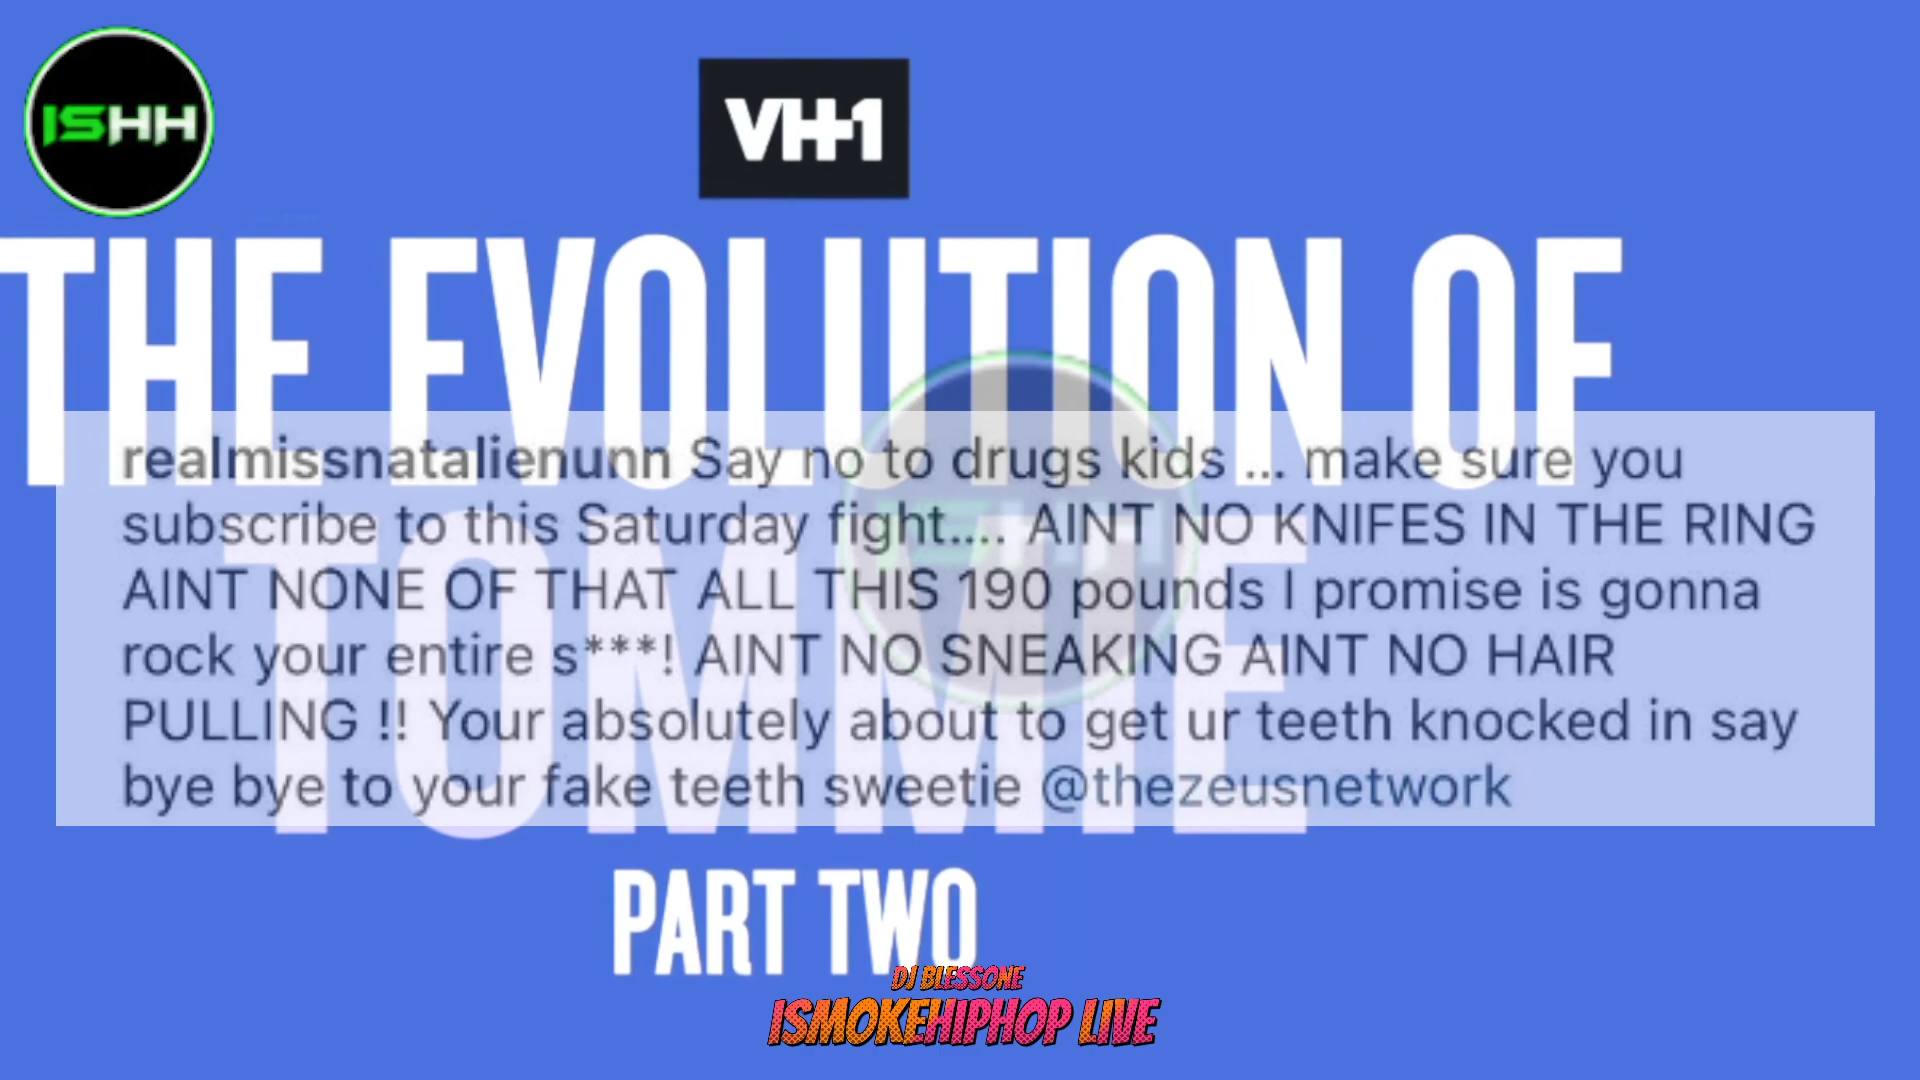 ISHH
VH1
THE EVOLUTION OF
realmissnatalienunn Say no to drugs kids ... make sure you
subscribe to this Saturday fight.... AINT NO KNIFES IN THE RING
AINT NONE OF THAT ALL THIS 190 pounds I promise is gonna
rock your entire s***! AINT NO SNEAKING AINT NO HAIR
PULLING !! Your absolutely about to get ur teeth knocked in say
bye bye to your fake teeth sweetie @thezeusnetwork
TOMMIE
PART TWO
DJ BLESSONE
ISMOKEHIPHOP LIVE